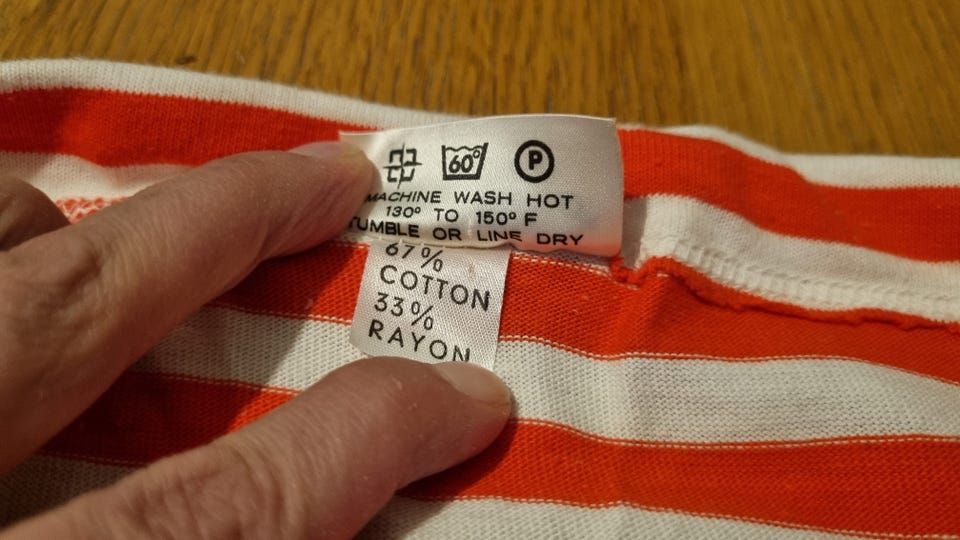 60° P
MACHINE WASH HOT
130° TO 150° F
TUMBLE OR LINE DRY
67%
COTTON
33%
RAYON